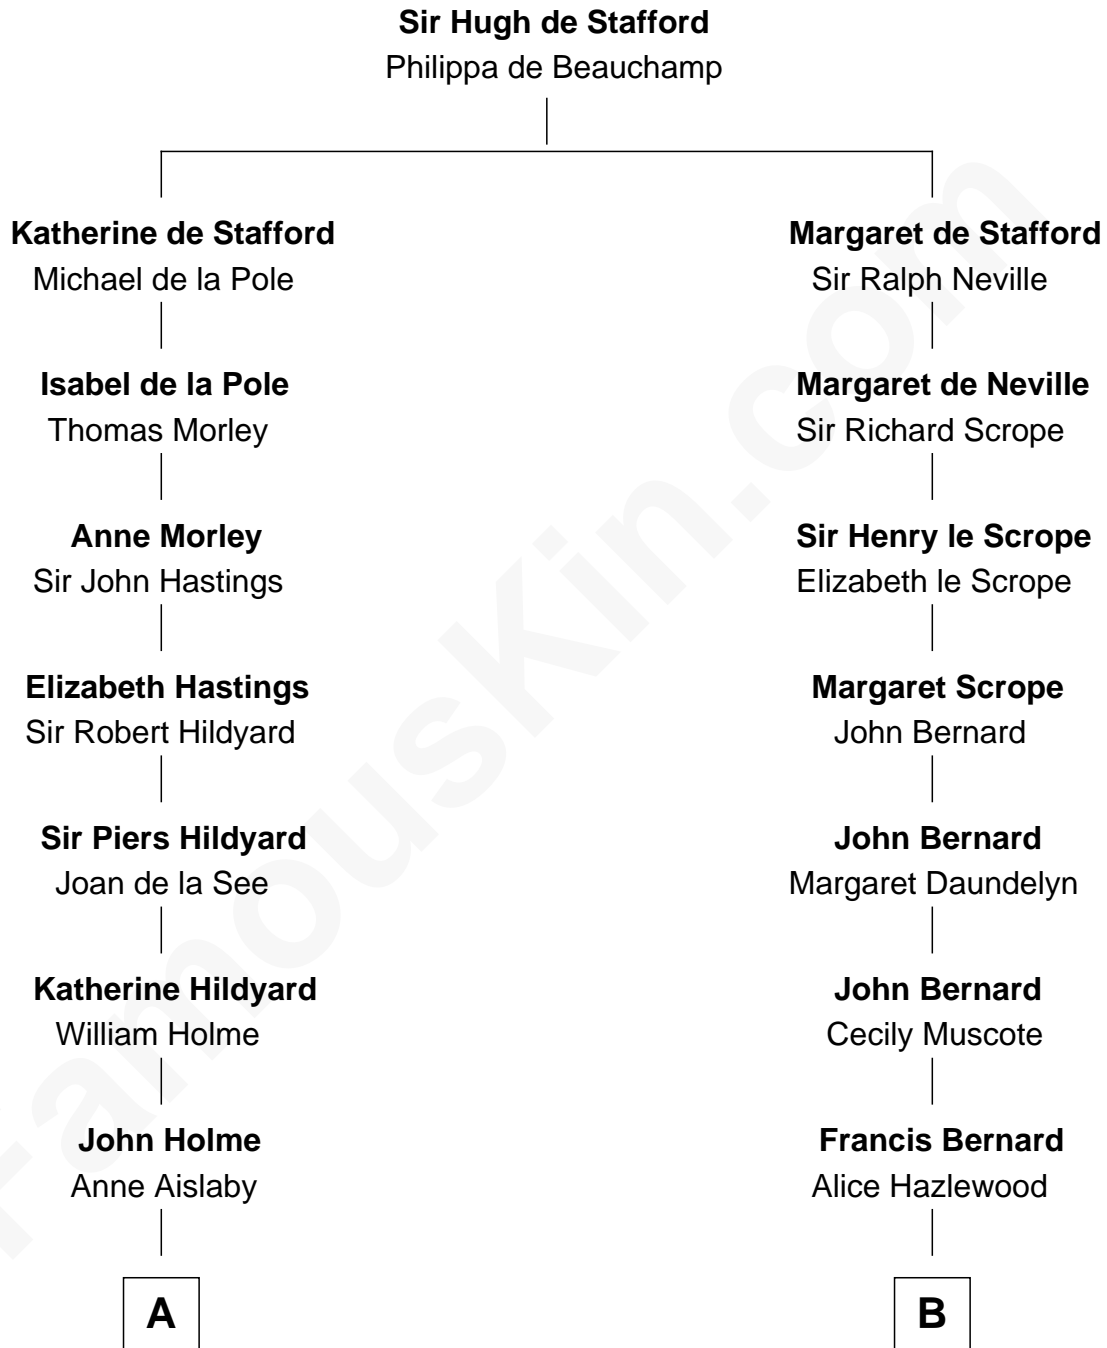 Sir Hugh de Stafford
Philippa de Beauchamp
Katherine de Stafford
Michael de la Pole
Isabel de la Pole
Thomas Morley
Anne Morley
Sir John Hastings
Elizabeth Hastings
Sir Robert Hildyard
Sir Piers Hildyard
Joan de la See
Katherine Hildyard
William Holme
John Holme
Anne Aislaby
A
Margaret de Stafford
Sir Ralph Neville
Margaret de Neville
Sir Richard Scrope
Sir Henry le Scrope
Elizabeth le Scrope
Margaret Scrope
John Bernard
John Bernard
Margaret Daundelyn
John Bernard
Cecily Muscote
Francis Bernard
Alice Hazlewood
B
FamousKin.com